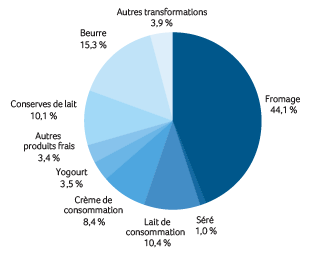 Autres transformations
3,9 %
Beurre
15,3 %
Conserves de lait
10,1 %
Autres
produits frais
3,4 %
Yogourt
3,5 %
Crème de
consommation
8,4 %
Lait de
consommation
10,4 %
Séré
1,0 %
Fromage
44,1 %